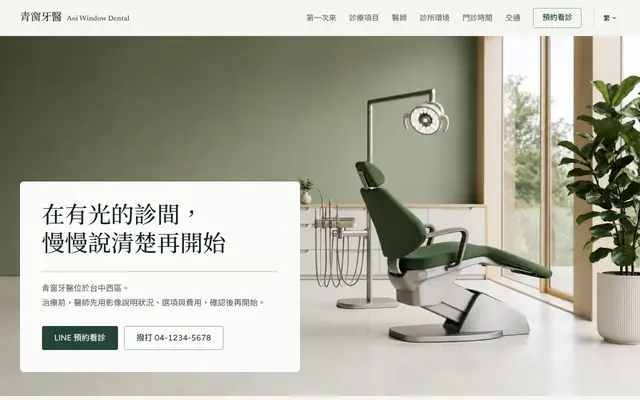 青窗牙醫 Aoi Window Dental
第一次來 診療項目 醫師 診所環境 門診時間 交通 預約看診 繁
在有光的診間，
慢慢說清楚再開始
青窗牙醫位於台中西區。
治療前，醫師先用影像說明狀況、選項與費用，確認後再開始。
LINE 預約看診 撥打 04-1234-5678